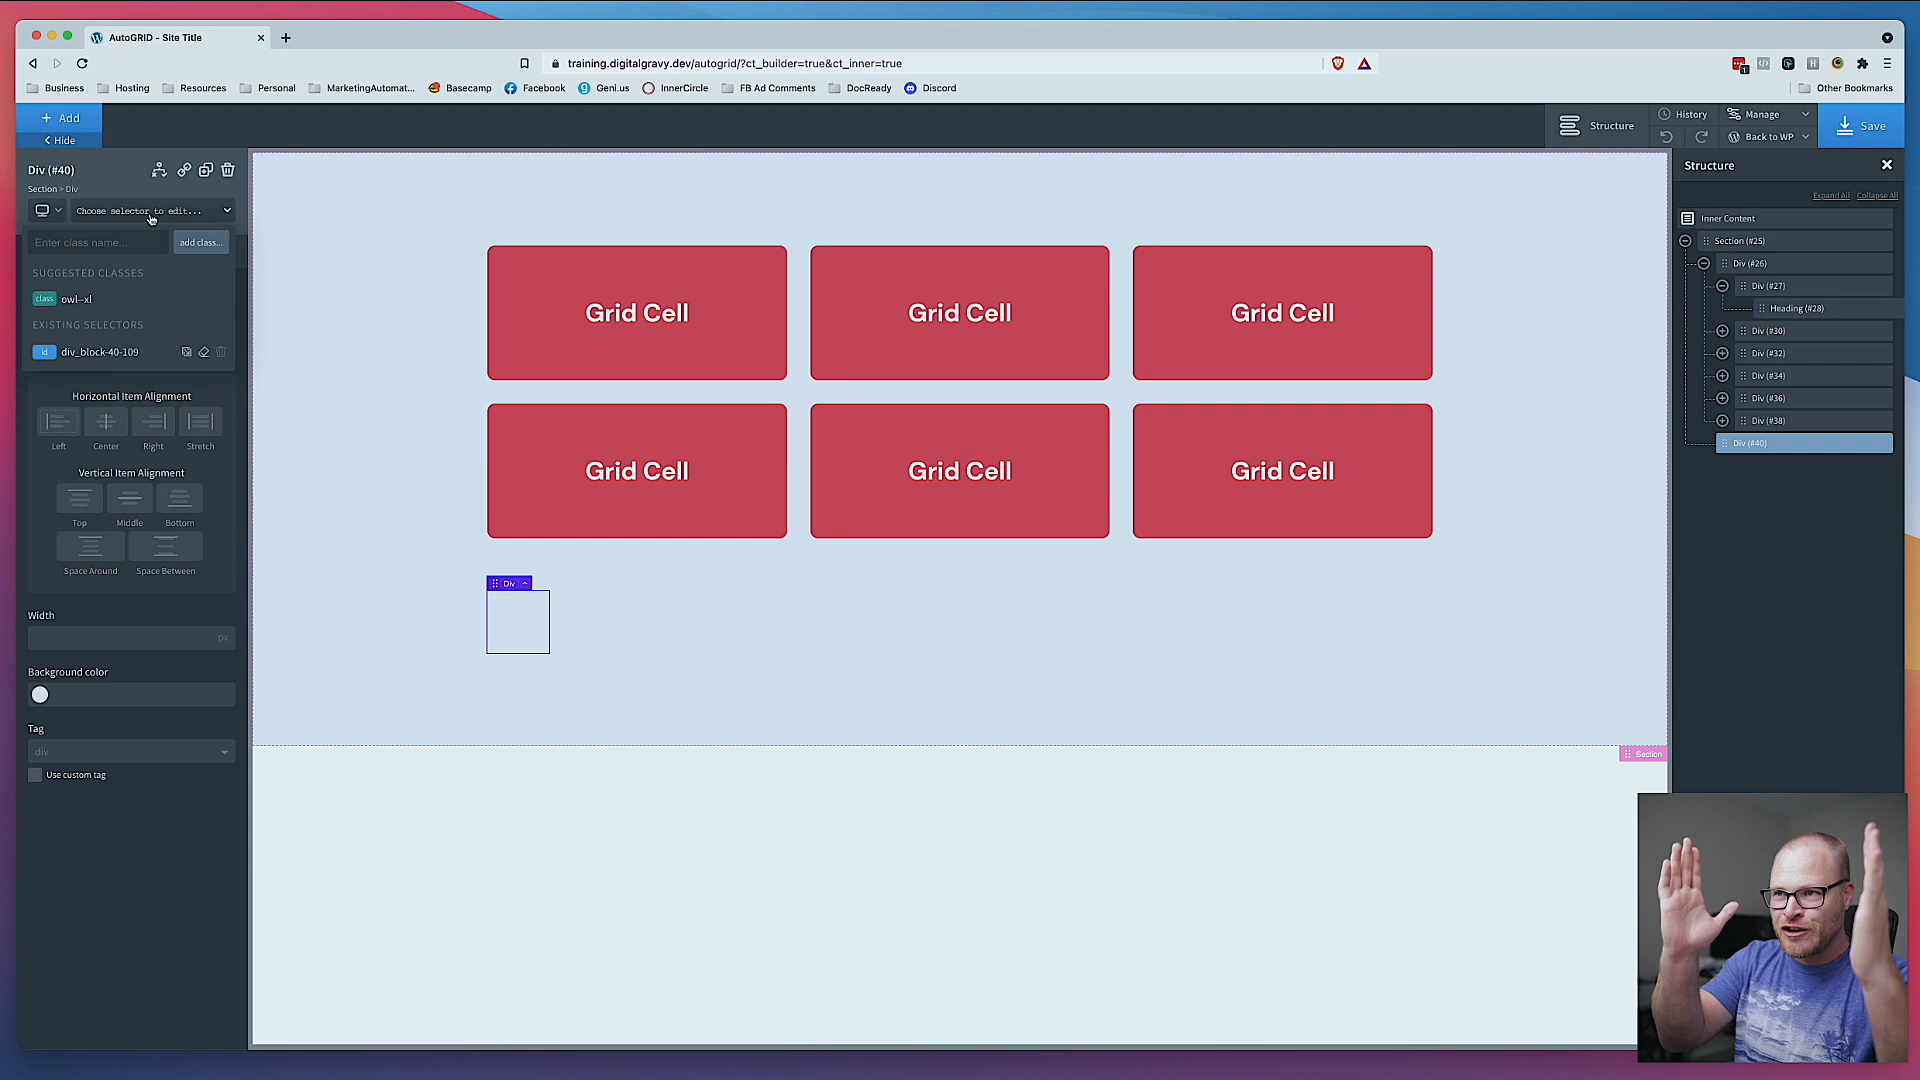 AutoGRID - Site Title
training.digitalgravy.dev/autogrid/?ct_builder=true&ct_inner=true
1
Business Hosting Resources Personal MarketingAutomat... Basecamp Facebook Geni.us InnerCircle FB Ad Comments DocReady Discord Other Bookmarks
+ Add
Hide
Structure
History
Manage
Back to WP
Save
Div (#40)
Section > Div
Choose selector to edit...
Enter class name...
add class...
SUGGESTED CLASSES
class owl--xl
EXISTING SELECTORS
id div_block-40-109
Horizontal Item Alignment
Left Center Right Stretch
Vertical Item Alignment
Top Middle Bottom
Space Around Space Between
Width
px
Background color
Tag
div
Use custom tag
Grid Cell Grid Cell Grid Cell
Grid Cell Grid Cell Grid Cell
Div
Section
Structure
Expand All Collapse All
Inner Content
Section (#25)
Div (#26)
Div (#27)
Heading (#28)
Div (#30)
Div (#32)
Div (#34)
Div (#36)
Div (#38)
Div (#40)